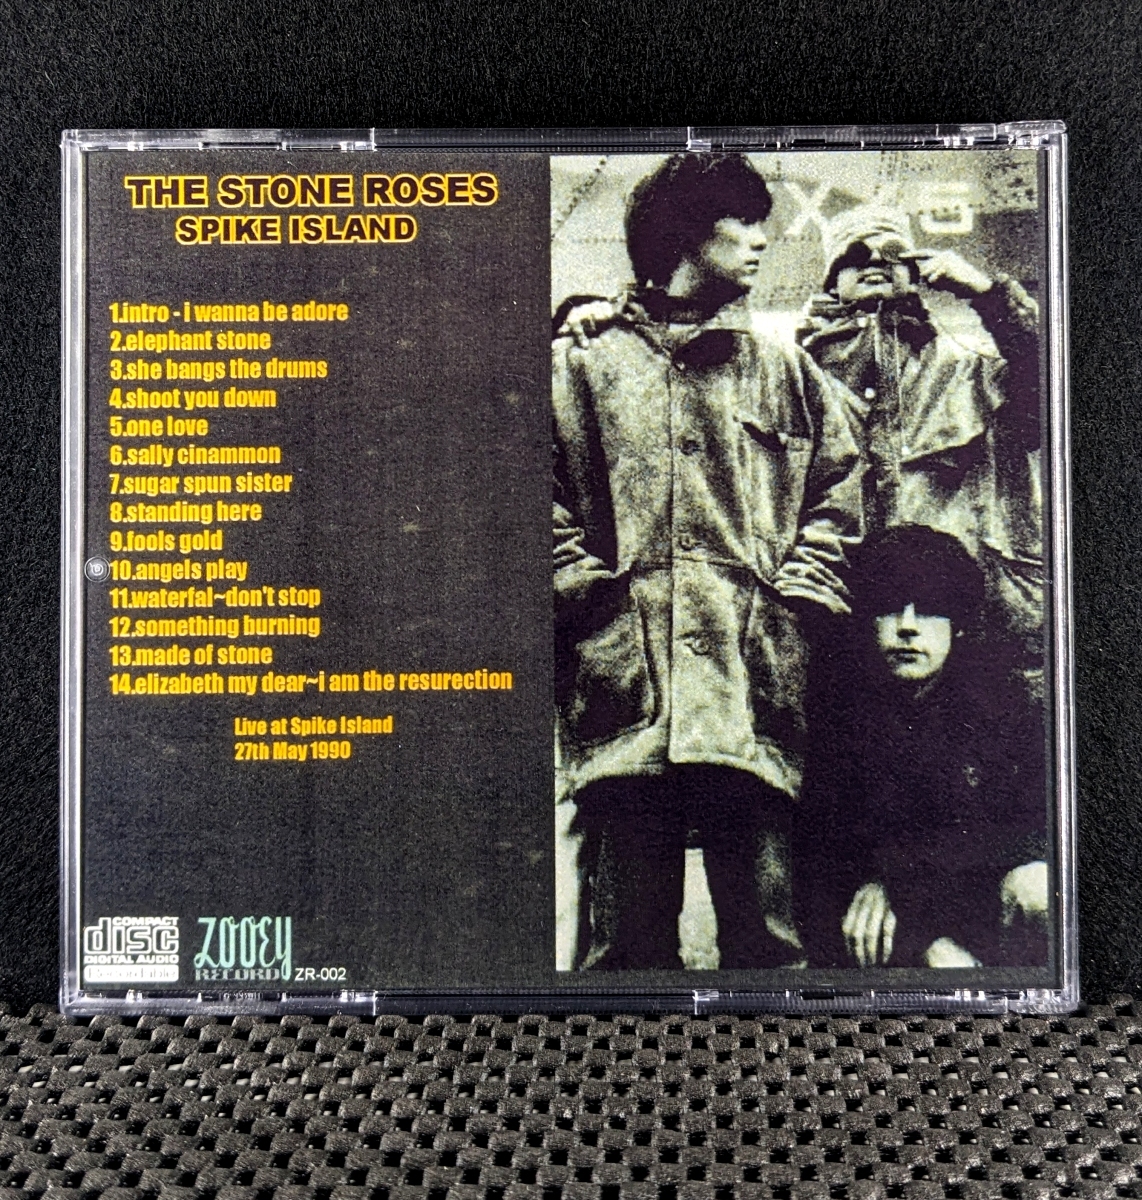 THE STONE ROSES
SPIKE ISLAND
1.intro - i wanna be adore
2.elephant stone
3.she bangs the drums
4.shoot you down
5.one love
6.sally cinammon
7.sugar spun sister
8.standing here
9.fools gold
10.angels play
11.waterfal~don't stop
12.something burning
13.made of stone
14.elizabeth my dear~i am the resurection
Live at Spike Island
27th May 1990
COMPACT
disc
DIGITAL AUDIO
Recordable
ZOOEY
RECORD
ZR-002